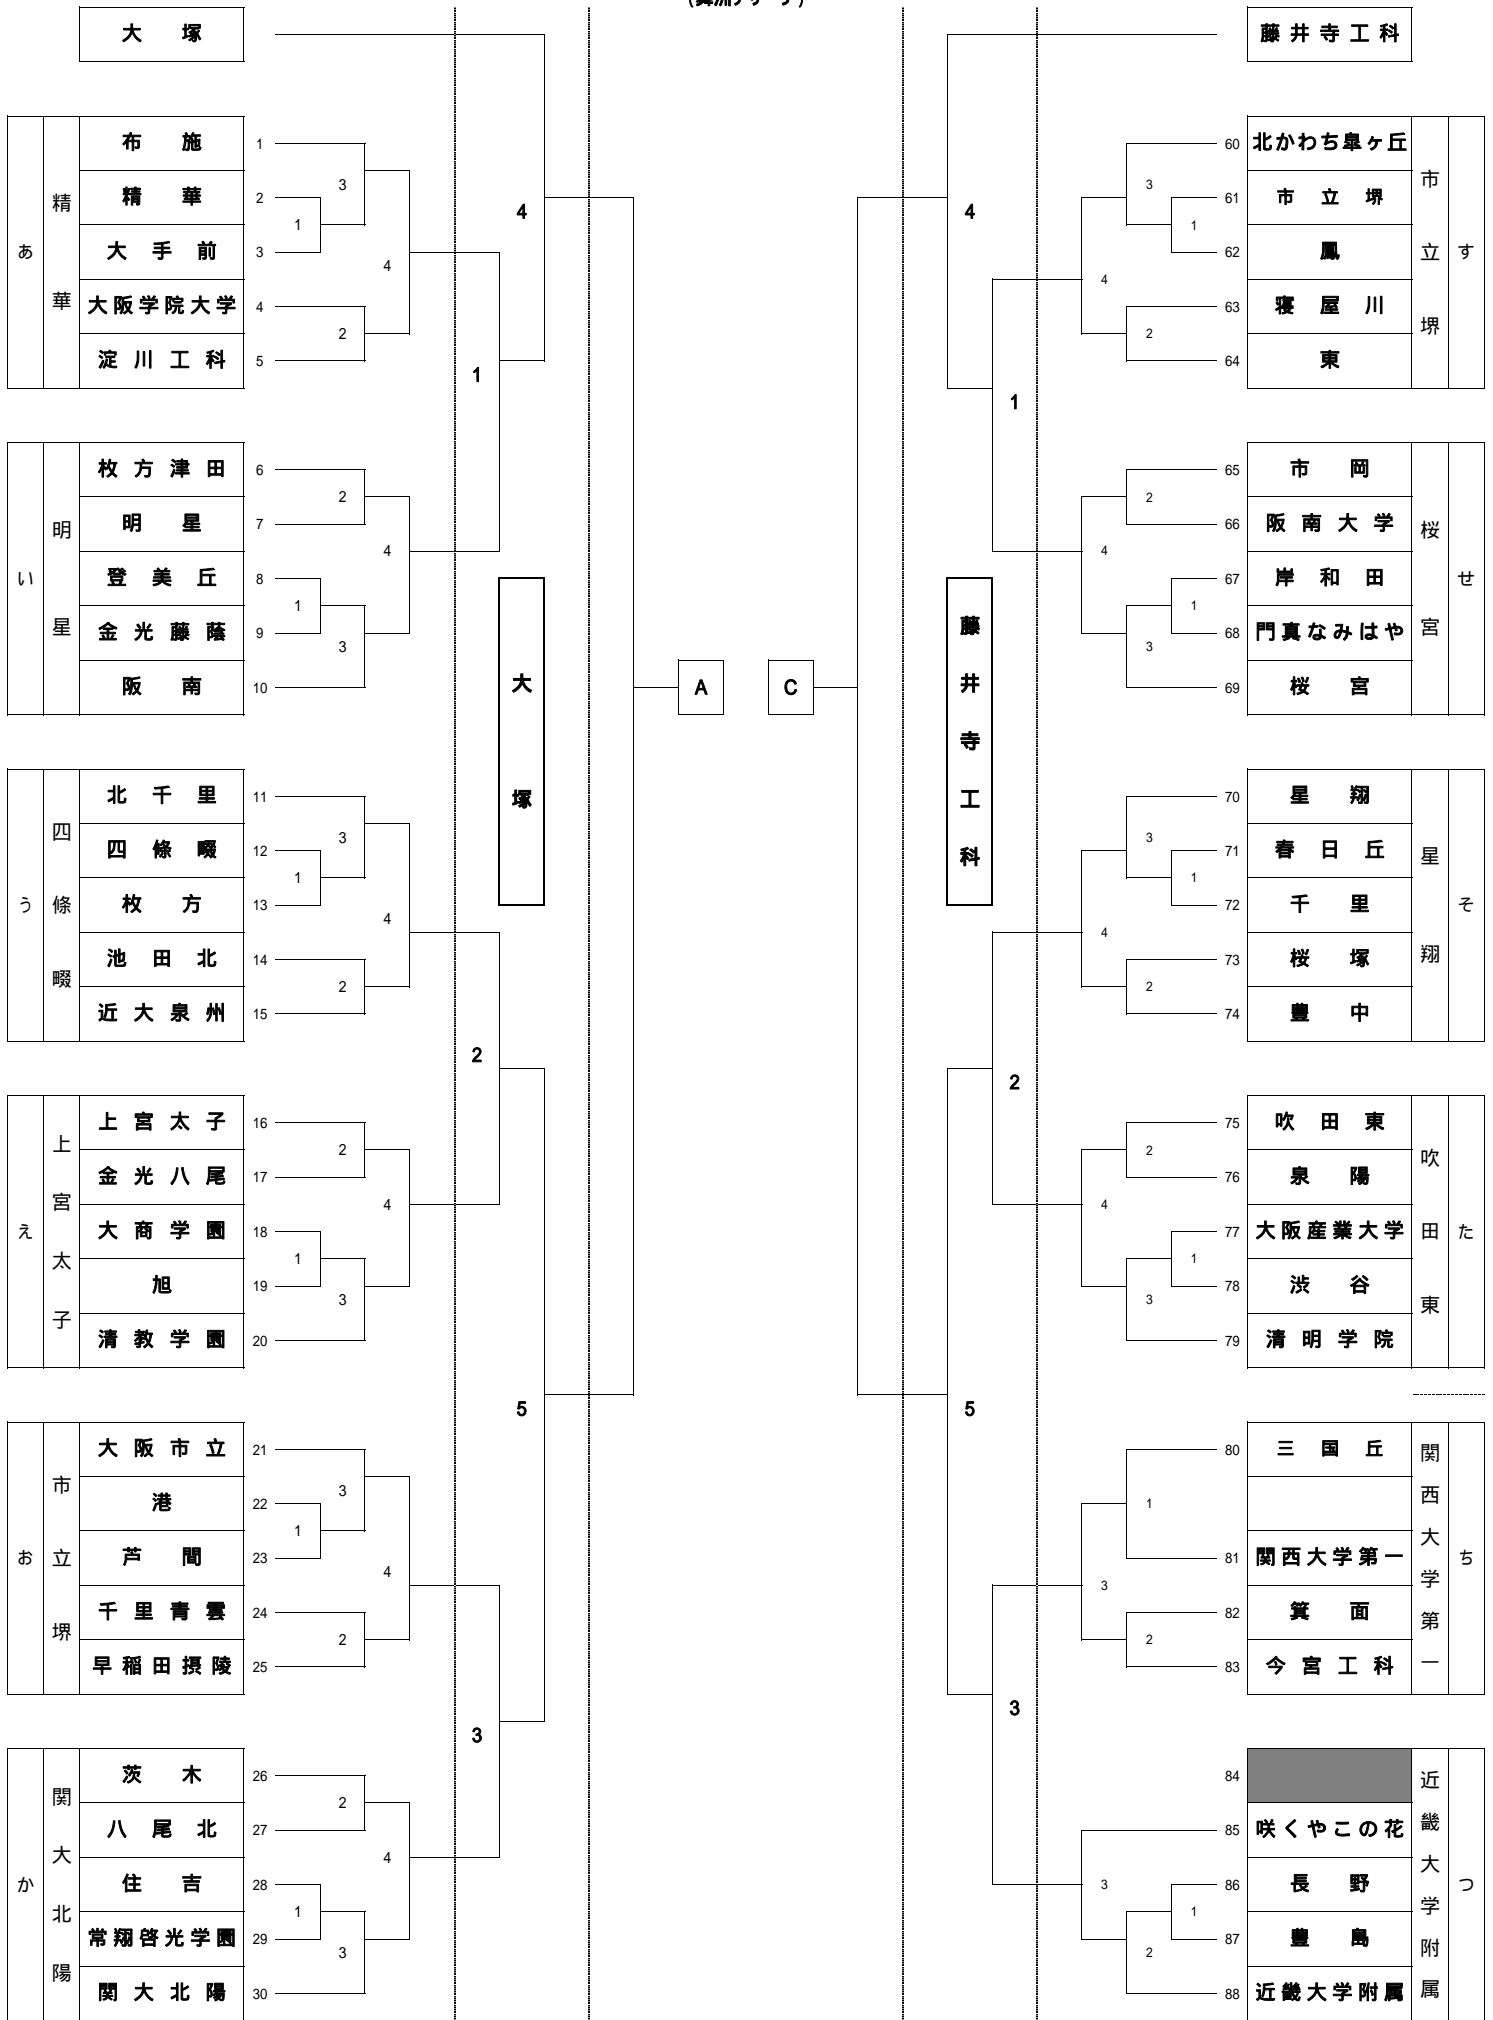 (舞洲アリーナ)
大塚
あ
精華
布施 1
精華 2
大手前 3
大阪学院大学 4
淀川工科 5
3
1
4
2
い
明星
枚方津田 6
明星 7
登美丘 8
金光藤蔭 9
阪南 10
2
4
1
3
う
四條畷
北千里 11
四條畷 12
枚方 13
池田北 14
近大泉州 15
3
1
4
2
え
上宮太子
上宮太子 16
金光八尾 17
大商学園 18
旭 19
清教学園 20
2
4
1
3
お
市立堺
大阪市立 21
港 22
芦間 23
千里青雲 24
早稲田摂陵 25
3
1
4
2
か
関大北陽
茨木 26
八尾北 27
住吉 28
常翔啓光学園 29
関大北陽 30
2
4
1
3
4
1
大塚
2
5
3
A
C
4
1
藤井寺工科
2
5
3
藤井寺工科
60 北かわち皐ヶ丘
61 市立堺
62 鳳
63 寝屋川
64 東
市立堺
す
3
1
4
2
65 市岡
66 阪南大学
67 岸和田
68 門真なみはや
69 桜宮
桜宮
せ
2
4
1
3
70 星翔
71 春日丘
72 千里
73 桜塚
74 豊中
星翔
そ
3
1
4
2
75 吹田東
76 泉陽
77 大阪産業大学
78 渋谷
79 清明学院
吹田東
た
2
4
1
3
80 三国丘
81 関西大学第一
82 箕面
83 今宮工科
関西大学第一
ち
1
3
2
84
85 咲くやこの花
86 長野
87 豊島
88 近畿大学附属
近畿大学附属
つ
3
1
2